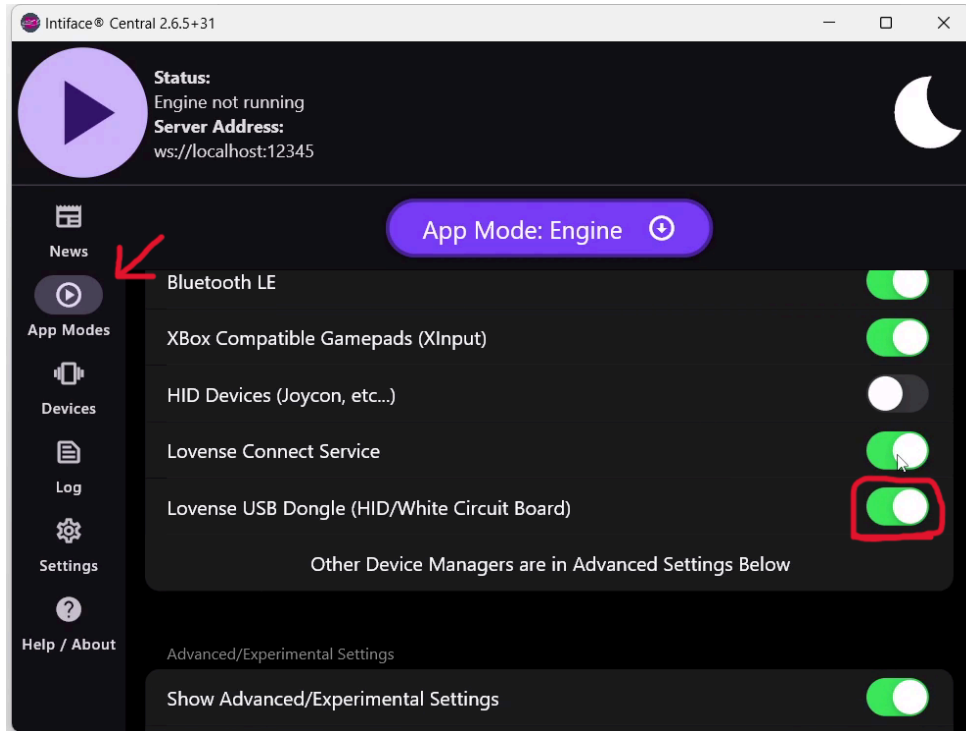 Intiface® Central 2.6.5+31
Status:
Engine not running
Server Address:
ws://localhost:12345
App Mode: Engine
News
App Modes
Devices
Log
Settings
Help / About
Bluetooth LE
XBox Compatible Gamepads (XInput)
HID Devices (Joycon, etc...)
Lovense Connect Service
Lovense USB Dongle (HID/White Circuit Board)
Other Device Managers are in Advanced Settings Below
Advanced/Experimental Settings
Show Advanced/Experimental Settings